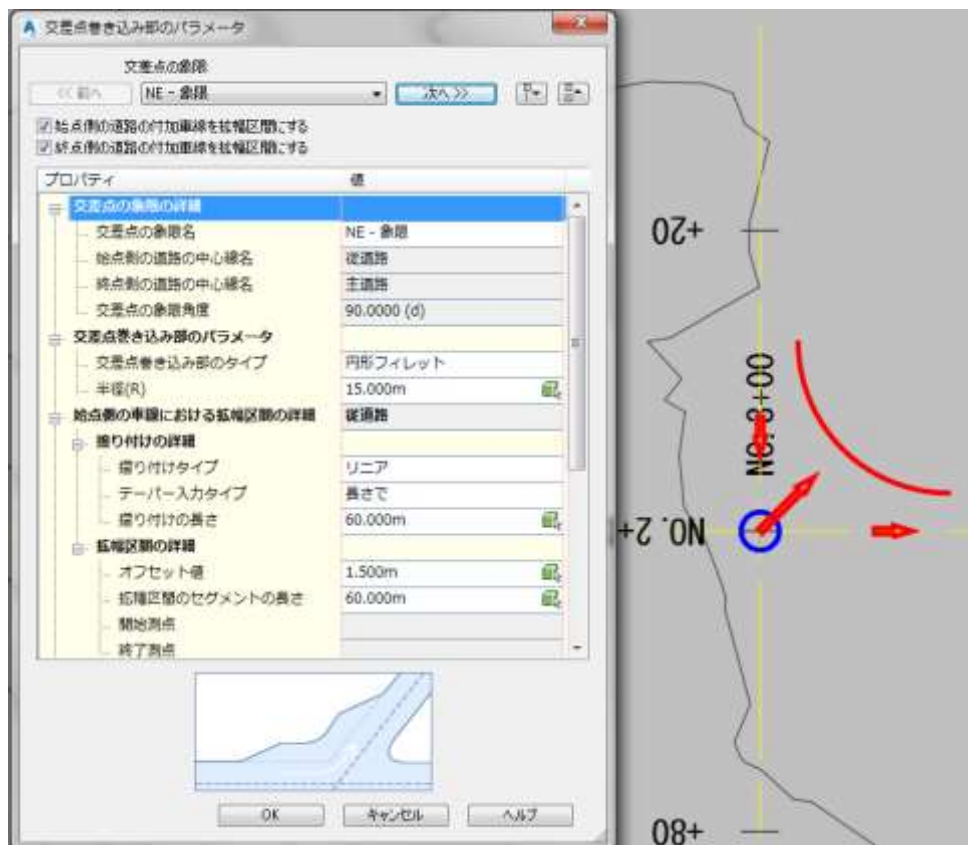 交差点巻き込み部のパラメータ
交差点の象限
<< 前へ
NE - 象限
次へ >>
始点側の道路の付加車線を拡幅区間にする
終点側の道路の付加車線を拡幅区間にする
プロパティ 値
交差点の象限の詳細
交差点の象限名 NE - 象限
始点側の道路の中心線名 従道路
終点側の道路の中心線名 主道路
交差点の象限角度 90.0000 (d)
交差点巻き込み部のパラメータ
交差点巻き込み部のタイプ 円形フィレット
半径(R) 15.000m
始点側の車線における拡幅区間の詳細 従道路
擦り付けの詳細
擦り付けタイプ リニア
テーパー入力タイプ 長さで
擦り付けの長さ 60.000m
拡幅区間の詳細
オフセット値 1.500m
拡幅区間のセグメントの長さ 60.000m
開始測点
終了測点
OK
キャンセル
ヘルプ
+20
NO.3+00
NO.2+
+80